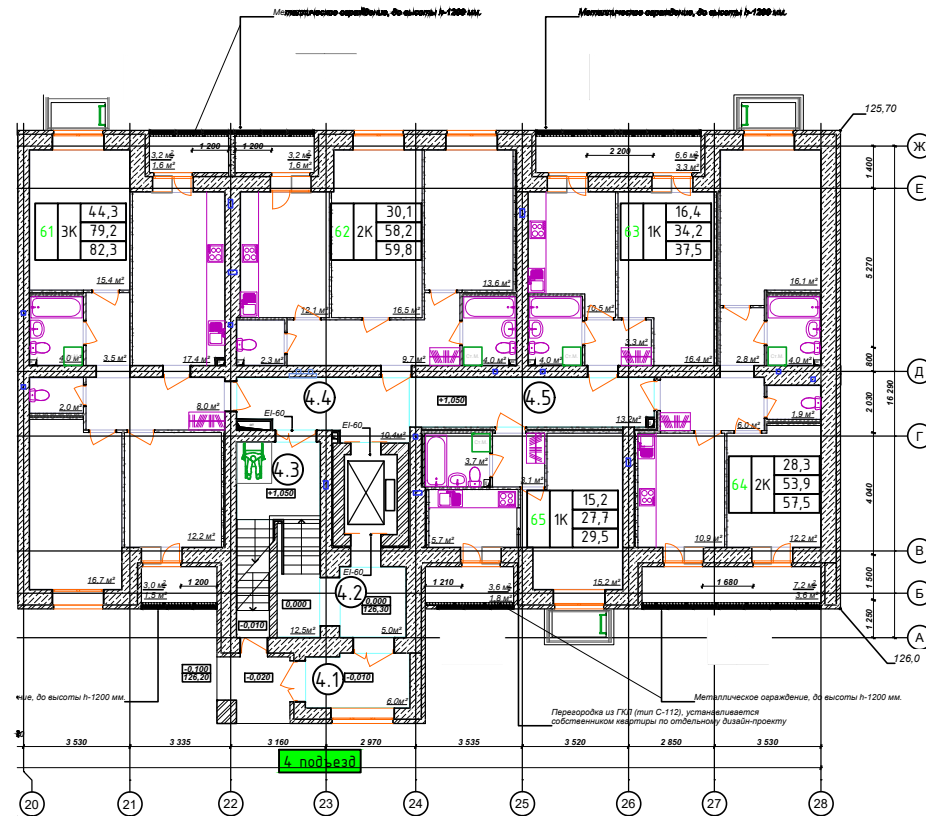 Металлическое ограждение, до высоты h-1200 мм.
Металлическое ограждение, до высоты h-1200 мм.
125,70
Ж
Е
Д
Г
В
Б
А
126,0
1 400
5 270
800
2 030
4 040
1 500
1 250
16 290
3,2 м²
1,6 м²
1 200
1 200
3,2 м²
1,6 м²
2 200
6,6 м²
3,3 м²
61
3К
44,3
79,2
82,3
62
2К
30,1
58,2
59,8
63
1К
16,4
34,2
37,5
15.4 м²
12.1 м²
16.5 м²
13.6 м²
10.5 м²
16.1 м²
4.0 м²
3.5 м²
17.4 м²
2.3 м²
9.7 м²
4.0 м²
4.0 м²
3.3 м²
16.4 м²
2.8 м²
4.0 м²
2.0 м²
8.0 м²
4.4
+1,050
4.5
13.2 м²
6.0 м²
1.9 м²
EI-60
EI-60
10.4 м²
4.3
+1,050
3.7 м²
3.1 м²
65
1К
15,2
27,7
29,5
64
2К
28,3
53,9
57,5
12.2 м²
5.7 м²
10.9 м²
12.2 м²
16.7 м²
3,0 м²
1,5 м²
1 200
EI-60
4.2
0,000
0,000
126,30
-0,010
12.5 м²
5.0 м²
1 210
3,6 м²
1,8 м²
15.2 м²
1 680
7,2 м²
3,6 м²
-0,100
126,20
-0,020
4.1
-0,010
6.0 м²
ие, до высоты h-1200 мм.
Металлическое ограждение, до высоты h-1200 мм.
Перегородка из ГКЛ (тип С-112), устанавливается
собственником квартиры по отдельному дизайн-проекту
3 530
3 335
3 160
2 970
3 535
3 520
2 850
3 530
4 подъезд
20
21
22
23
24
25
26
27
28